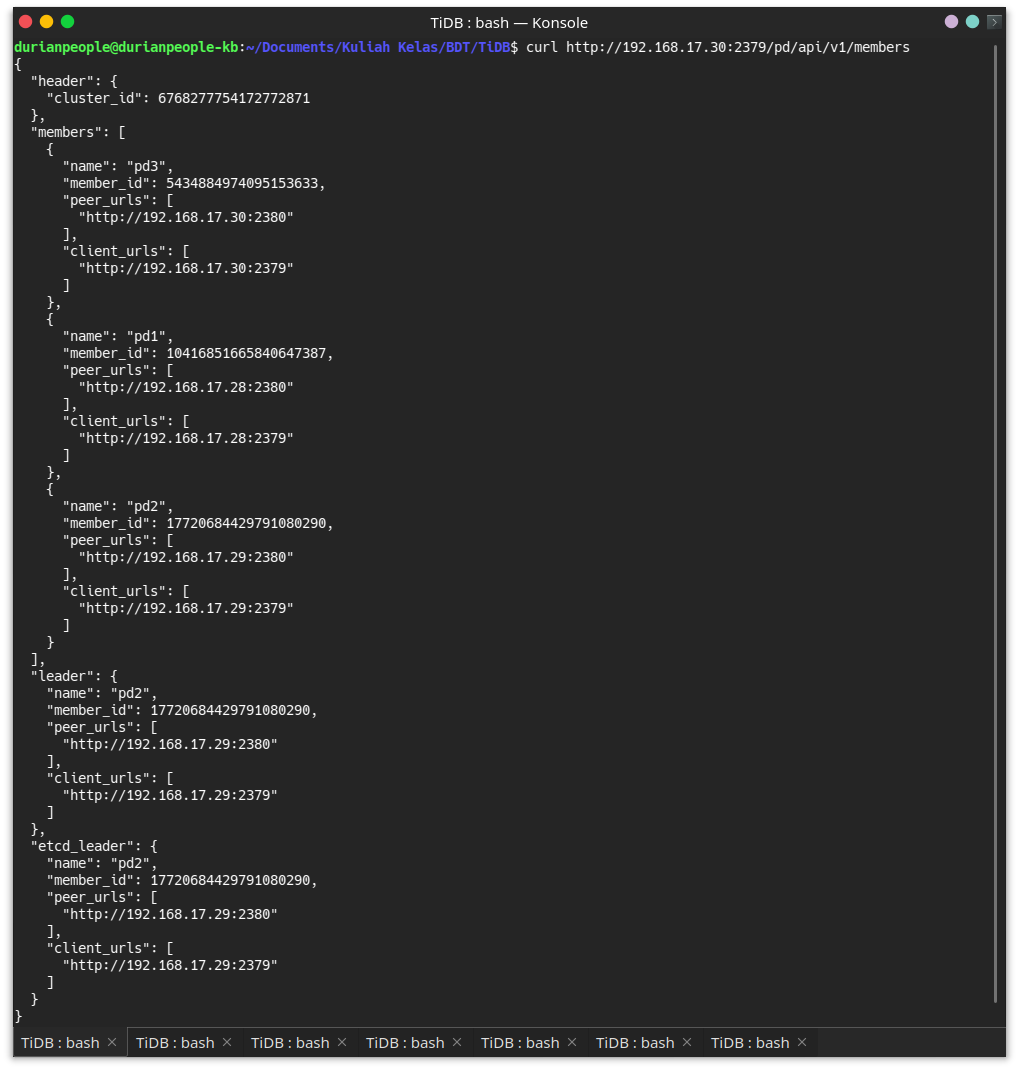 TiDB : bash — Konsole
durianpeople@durianpeople-kb:~/Documents/Kuliah Kelas/BDT/TiDB$ curl http://192.168.17.30:2379/pd/api/v1/members
{
  "header": {
    "cluster_id": 6768277754172772871
  },
  "members": [
    {
      "name": "pd3",
      "member_id": 5434884974095153633,
      "peer_urls": [
        "http://192.168.17.30:2380"
      ],
      "client_urls": [
        "http://192.168.17.30:2379"
      ]
    },
    {
      "name": "pd1",
      "member_id": 10416851665840647387,
      "peer_urls": [
        "http://192.168.17.28:2380"
      ],
      "client_urls": [
        "http://192.168.17.28:2379"
      ]
    },
    {
      "name": "pd2",
      "member_id": 17720684429791080290,
      "peer_urls": [
        "http://192.168.17.29:2380"
      ],
      "client_urls": [
        "http://192.168.17.29:2379"
      ]
    }
  ],
  "leader": {
    "name": "pd2",
    "member_id": 17720684429791080290,
    "peer_urls": [
      "http://192.168.17.29:2380"
    ],
    "client_urls": [
      "http://192.168.17.29:2379"
    ]
  },
  "etcd_leader": {
    "name": "pd2",
    "member_id": 17720684429791080290,
    "peer_urls": [
      "http://192.168.17.29:2380"
    ],
    "client_urls": [
      "http://192.168.17.29:2379"
    ]
  }
}
TiDB : bash TiDB : bash TiDB : bash TiDB : bash TiDB : bash TiDB : bash TiDB : bash